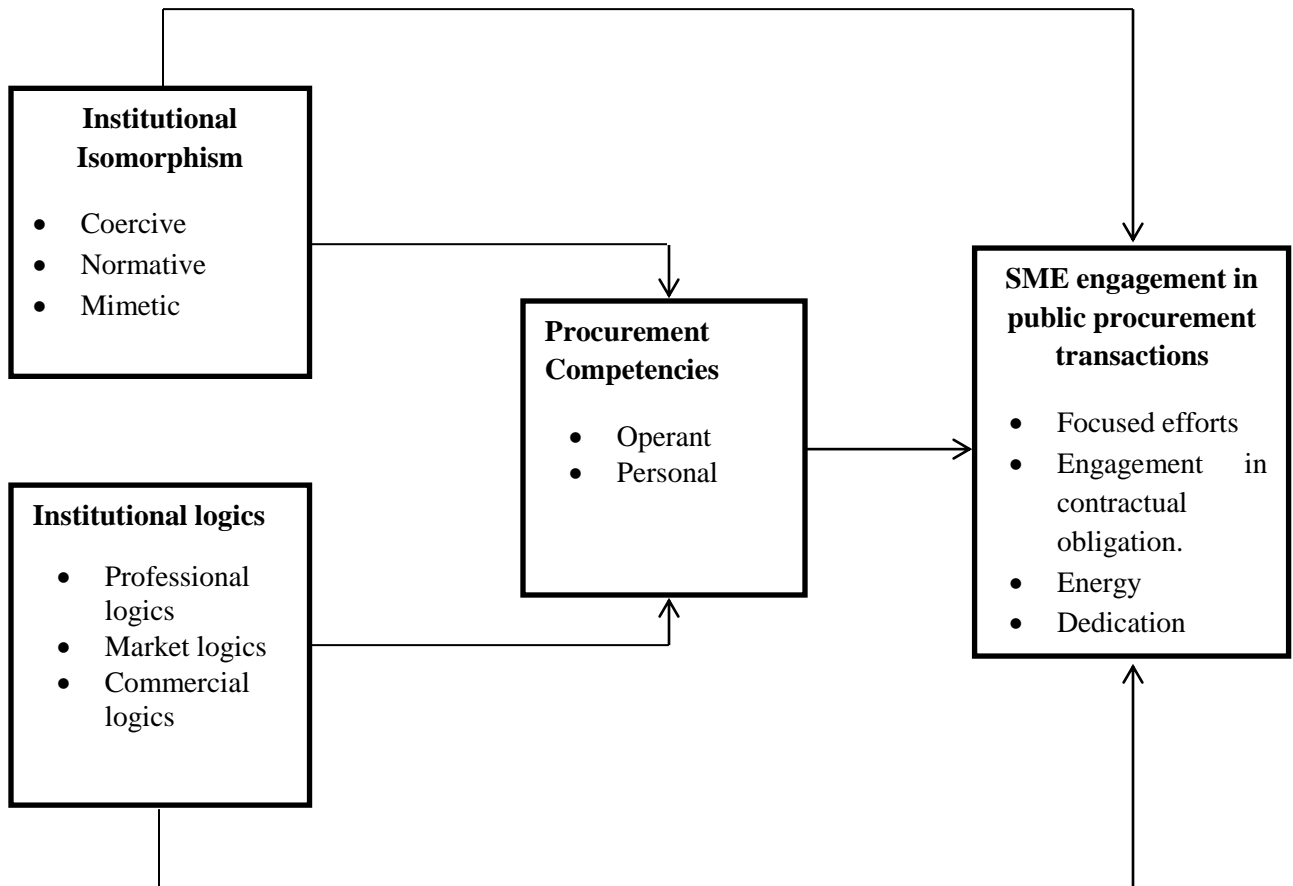 Institutional
Isomorphism
• Coercive
• Normative
• Mimetic
Institutional logics
• Professional
logics
• Market logics
• Commercial
logics
Procurement
Competencies
• Operant
• Personal
SME engagement in
public procurement
transactions
• Focused efforts
• Engagement in
contractual
obligation.
• Energy
• Dedication